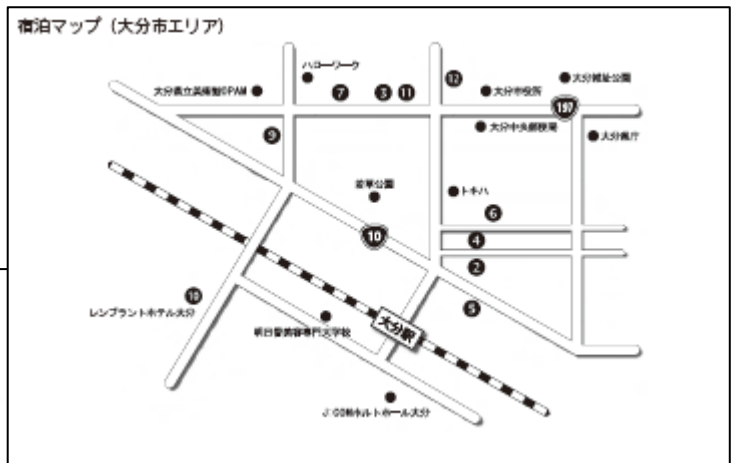 宿泊マップ（大分市エリア）
ハローワーク
大分県立美術館OPAM
7
3
11
12
大分市役所
大分城址公園
197
大分中央郵便局
大分県庁
9
若草公園
トキハ
10
6
4
2
5
10
レンブラントホテル大分
明日香美容専門大学校
大分駅
J:COMホルトホール大分